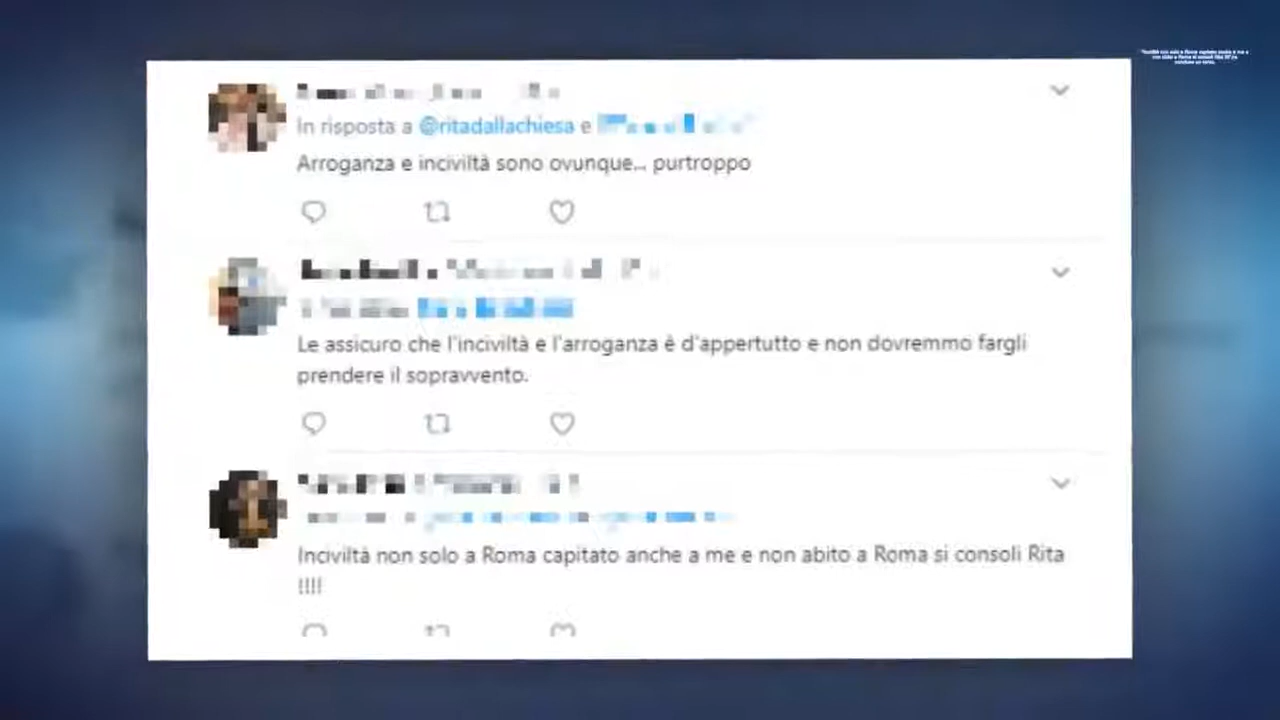 In risposta a @ritadallachiesa e
Arroganza e inciviltà sono ovunque... purtroppo
Le assicuro che l'inciviltà e l'arroganza è d'appertutto e non dovremmo fargli
prendere il sopravvento.
Inciviltà non solo a Roma capitato anche a me e non abito a Roma si consoli Rita
!!!!